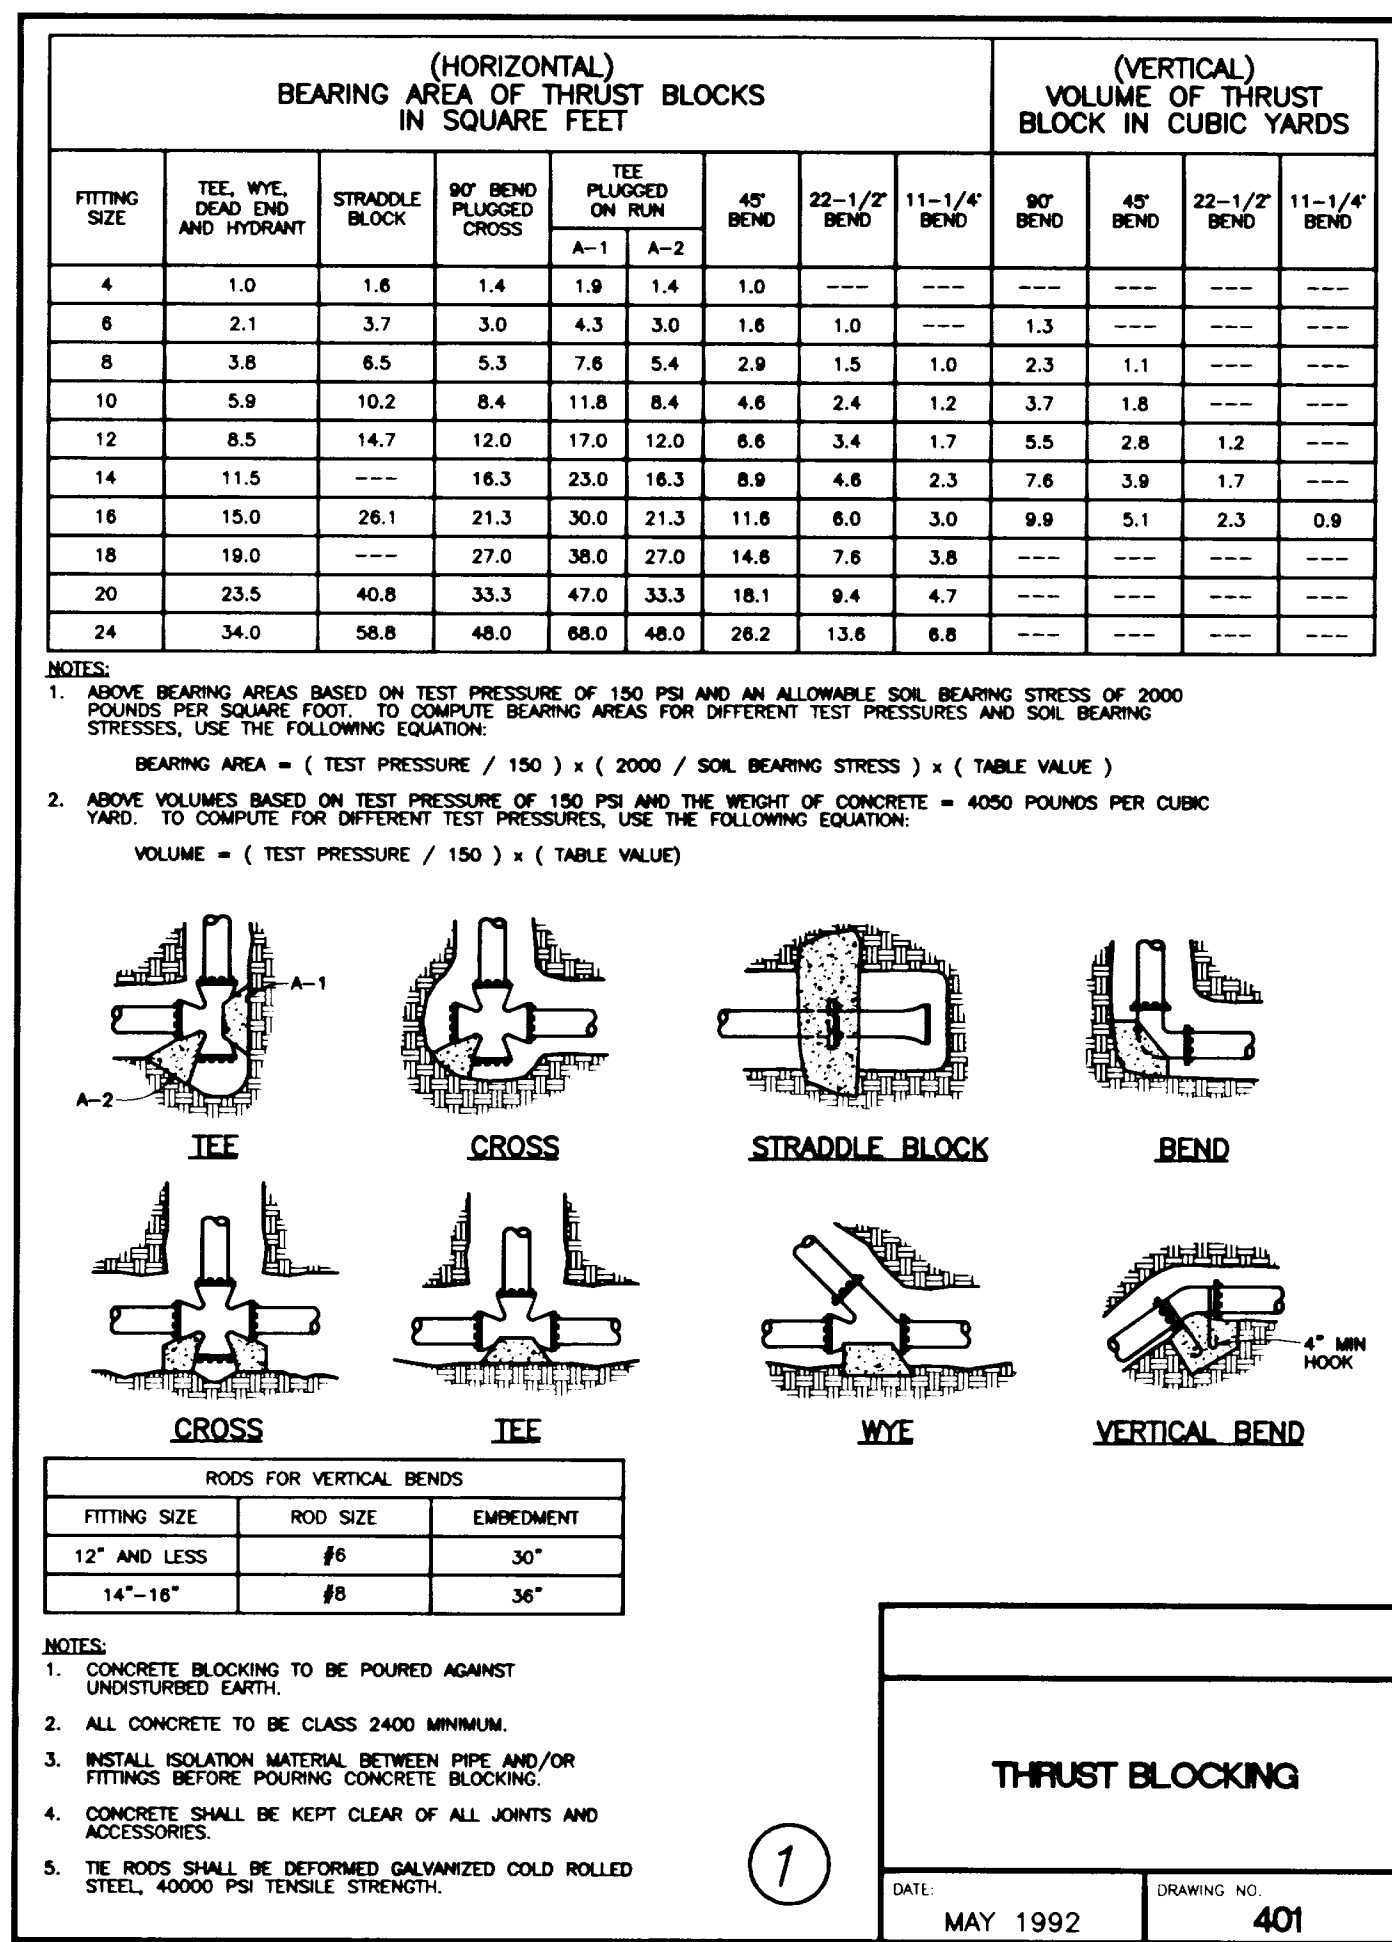 (HORIZONTAL)
BEARING AREA OF THRUST BLOCKS
IN SQUARE FEET
(VERTICAL)
VOLUME OF THRUST
BLOCK IN CUBIC YARDS
FITTING
SIZE
TEE, WYE,
DEAD END
AND HYDRANT
STRADDLE
BLOCK
90° BEND
PLUGGED
CROSS
TEE
PLUGGED
ON RUN
A-1 A-2
45°
BEND
22-1/2°
BEND
11-1/4°
BEND
90°
BEND
45°
BEND
22-1/2°
BEND
11-1/4°
BEND
4 1.0 1.6 1.4 1.9 1.4 1.0 --- --- --- --- --- ---
6 2.1 3.7 3.0 4.3 3.0 1.6 1.0 --- 1.3 --- --- ---
8 3.8 6.5 5.3 7.6 5.4 2.9 1.5 1.0 2.3 1.1 --- ---
10 5.9 10.2 8.4 11.8 8.4 4.6 2.4 1.2 3.7 1.8 --- ---
12 8.5 14.7 12.0 17.0 12.0 6.6 3.4 1.7 5.5 2.8 1.2 ---
14 11.5 --- 16.3 23.0 16.3 8.9 4.6 2.3 7.6 3.9 1.7 ---
16 15.0 26.1 21.3 30.0 21.3 11.6 6.0 3.0 9.9 5.1 2.3 0.9
18 19.0 --- 27.0 38.0 27.0 14.6 7.6 3.8 --- --- --- ---
20 23.5 40.8 33.3 47.0 33.3 18.1 9.4 4.7 --- --- --- ---
24 34.0 58.8 48.0 68.0 48.0 26.2 13.6 6.8 --- --- --- ---
NOTES:
1. ABOVE BEARING AREAS BASED ON TEST PRESSURE OF 150 PSI AND AN ALLOWABLE SOIL BEARING STRESS OF 2000
POUNDS PER SQUARE FOOT. TO COMPUTE BEARING AREAS FOR DIFFERENT TEST PRESSURES AND SOIL BEARING
STRESSES, USE THE FOLLOWING EQUATION:
BEARING AREA = ( TEST PRESSURE / 150 ) x ( 2000 / SOIL BEARING STRESS ) x ( TABLE VALUE )
2. ABOVE VOLUMES BASED ON TEST PRESSURE OF 150 PSI AND THE WEIGHT OF CONCRETE = 4050 POUNDS PER CUBIC
YARD. TO COMPUTE FOR DIFFERENT TEST PRESSURES, USE THE FOLLOWING EQUATION:
VOLUME = ( TEST PRESSURE / 150 ) x ( TABLE VALUE)
A-1
A-2
TEE CROSS STRADDLE BLOCK BEND
4" MIN
HOOK
CROSS TEE WYE VERTICAL BEND
RODS FOR VERTICAL BENDS
FITTING SIZE ROD SIZE EMBEDMENT
12" AND LESS #6 30"
14"-16" #8 36"
NOTES:
1. CONCRETE BLOCKING TO BE POURED AGAINST
UNDISTURBED EARTH.
2. ALL CONCRETE TO BE CLASS 2400 MINIMUM.
3. INSTALL ISOLATION MATERIAL BETWEEN PIPE AND/OR
FITTINGS BEFORE POURING CONCRETE BLOCKING.
4. CONCRETE SHALL BE KEPT CLEAR OF ALL JOINTS AND
ACCESSORIES.
5. TIE RODS SHALL BE DEFORMED GALVANIZED COLD ROLLED
STEEL, 40000 PSI TENSILE STRENGTH.
1
THRUST BLOCKING
DATE:
MAY 1992
DRAWING NO.
401